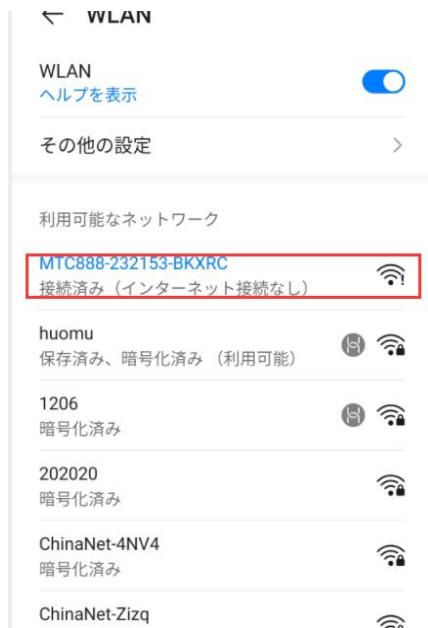 ← WLAN
WLAN
ヘルプを表示
その他の設定
利用可能なネットワーク
MTC888-232153-BKXRC
接続済み（インターネット接続なし）
huomu
保存済み、暗号化済み （利用可能）
1206
暗号化済み
202020
暗号化済み
ChinaNet-4NV4
暗号化済み
ChinaNet-Zizq